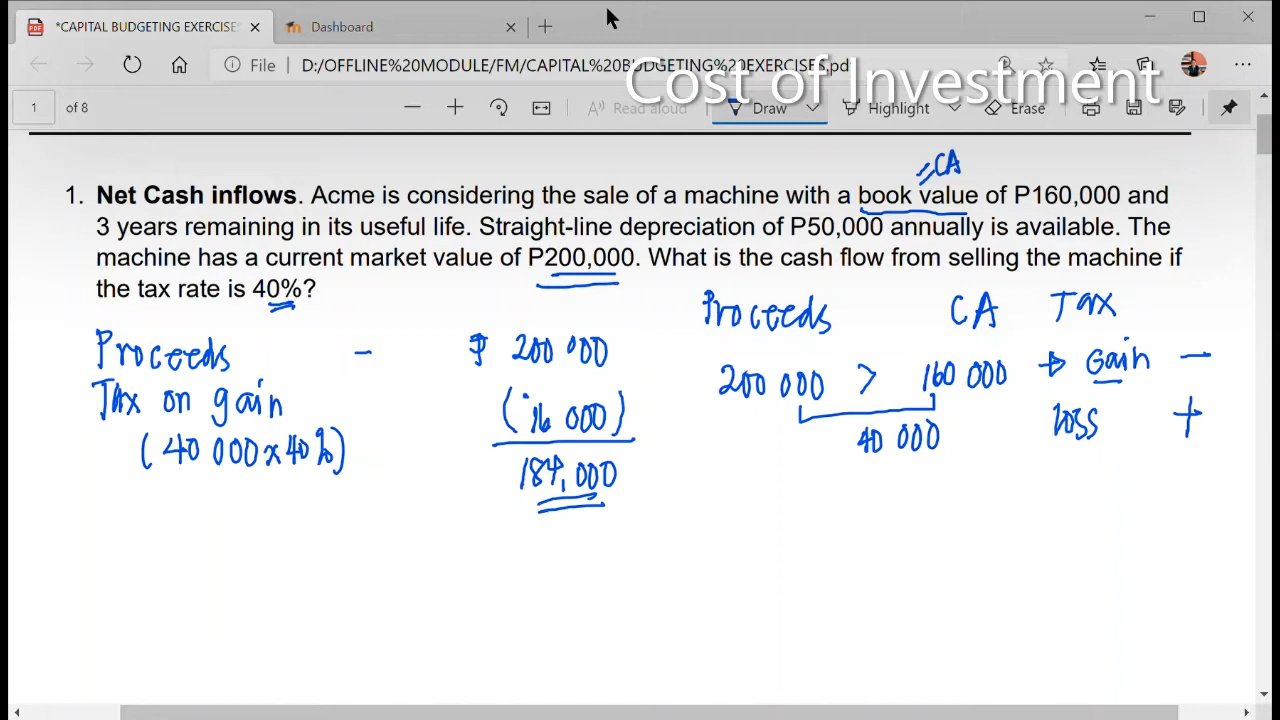 *CAPITAL BUDGETING EXERCISE
Dashboard
File
D:/OFFLINE%20MODULE/FM/CAPITAL%20BUDGETING%20EXERCISES.pdf
Cost of Investment
1 of 8
Read aloud
Draw
Highlight
Erase
= CA
1. Net Cash inflows. Acme is considering the sale of a machine with a book value of P160,000 and
3 years remaining in its useful life. Straight-line depreciation of P50,000 annually is available. The
machine has a current market value of P200,000. What is the cash flow from selling the machine if
the tax rate is 40%?
Proceeds CA Tax
Proceeds - ₱ 200 000
200 000 > 160 000 → Gain -
Tax on gain (16 000)
loss +
(40 000 x 40%)
40 000
184,000